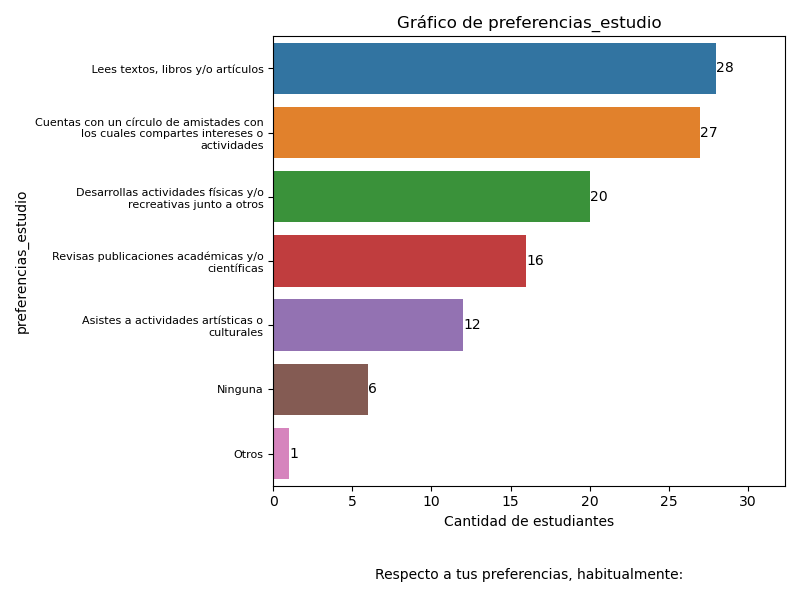 Gráfico de preferencias_estudio
preferencias_estudio
Lees textos, libros y/o artículos
28
Cuentas con un círculo de amistades con
los cuales compartes intereses o
actividades
27
Desarrollas actividades físicas y/o
recreativas junto a otros
20
Revisas publicaciones académicas y/o
científicas
16
Asistes a actividades artísticas o
culturales
12
Ninguna
6
Otros
1
0 5 10 15 20 25 30
Cantidad de estudiantes
Respecto a tus preferencias, habitualmente: